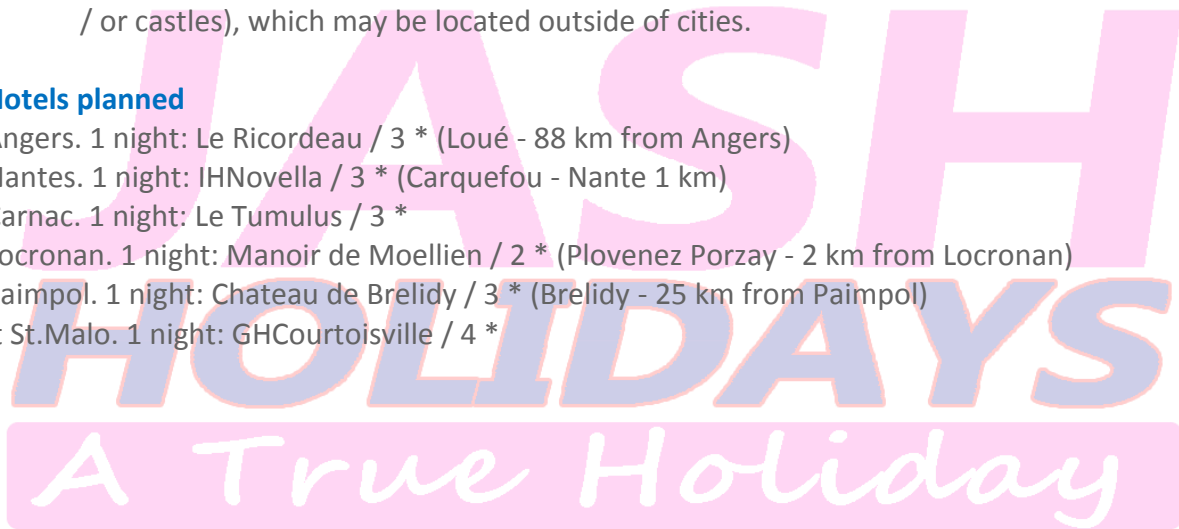 / or castles), which may be located outside of cities.
Hotels planned
Angers. 1 night: Le Ricordeau / 3 * (Loué - 88 km from Angers)
Nantes. 1 night: IHNovella / 3 * (Carquefou - Nante 1 km)
Carnac. 1 night: Le Tumulus / 3 *
Locronan. 1 night: Manoir de Moellien / 2 * (Plovenez Porzay - 2 km from Locronan)
Paimpol. 1 night: Chateau de Brelidy / 3 * (Brelidy - 25 km from Paimpol)
t St.Malo. 1 night: GHCourtoisville / 4 *
JASH
HOLIDAYS
A True Holiday